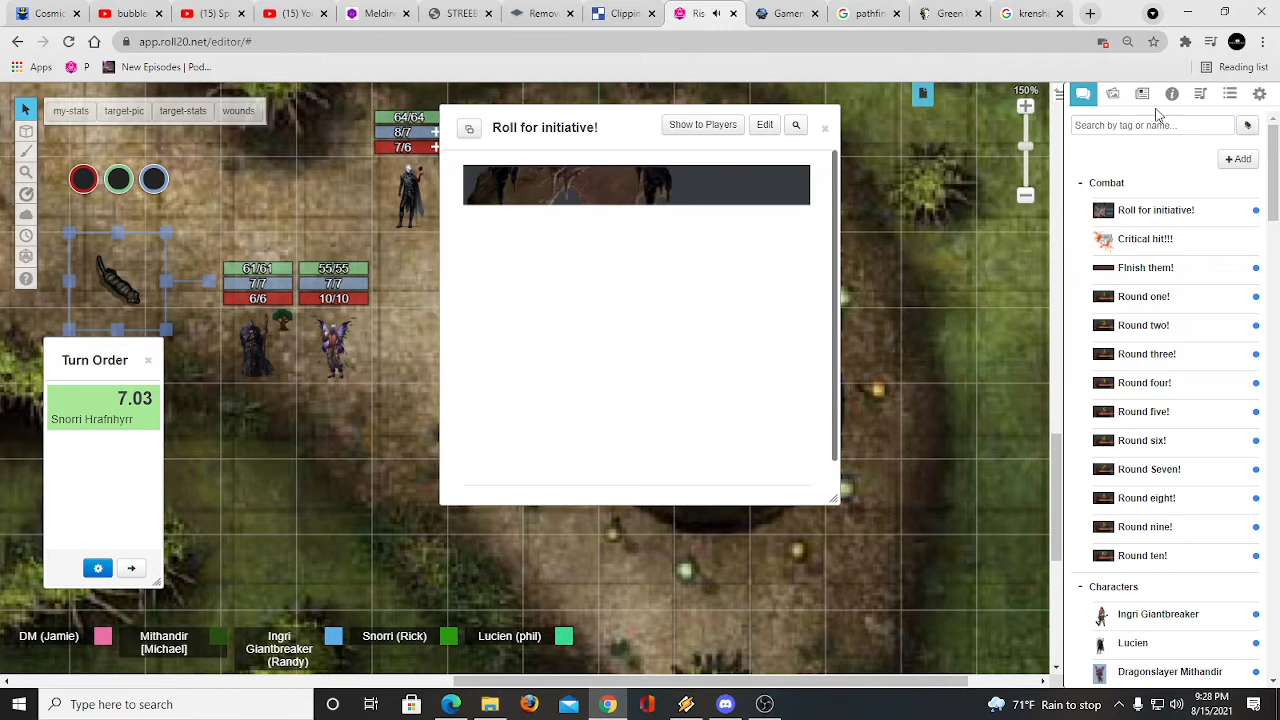 Cosmo
bubble
(15) Sp
(15) G
Meding
STREE
Remov
Clippin
Ris
Game
pathfin
Green
kenshi
app.roll20.net/editor/#
Apps
P
New Episodes | Pod...
Reading list
my-stats
target-pic
target-stats
wounds
64/64
8/7
7/6
Roll for initiative!
Show to Players
Edit
150%
Search by tag or name...
+ Add
- Combat
Roll for initiative!
Critical hit!!!
FInish them!
Round one!
Round two!
Round three!
Round four!
Round five!
Round six!
Round Seven!
Round eight!
Round nine!
Round ten!
- Characters
Ingri Giantbreaker
Lucien
Dragonslayer Mithandir
61/61
7/7
6/6
55/55
7/7
10/10
Turn Order
7.03
Snorri Hrafnhyrr
DM (Jamie)
Mithandir
[Michael]
Ingri
Giantbreaker
(Randy)
Snorri (Rick)
Lucien (phil)
Type here to search
71°F Rain to stop
9:28 PM
8/15/2021